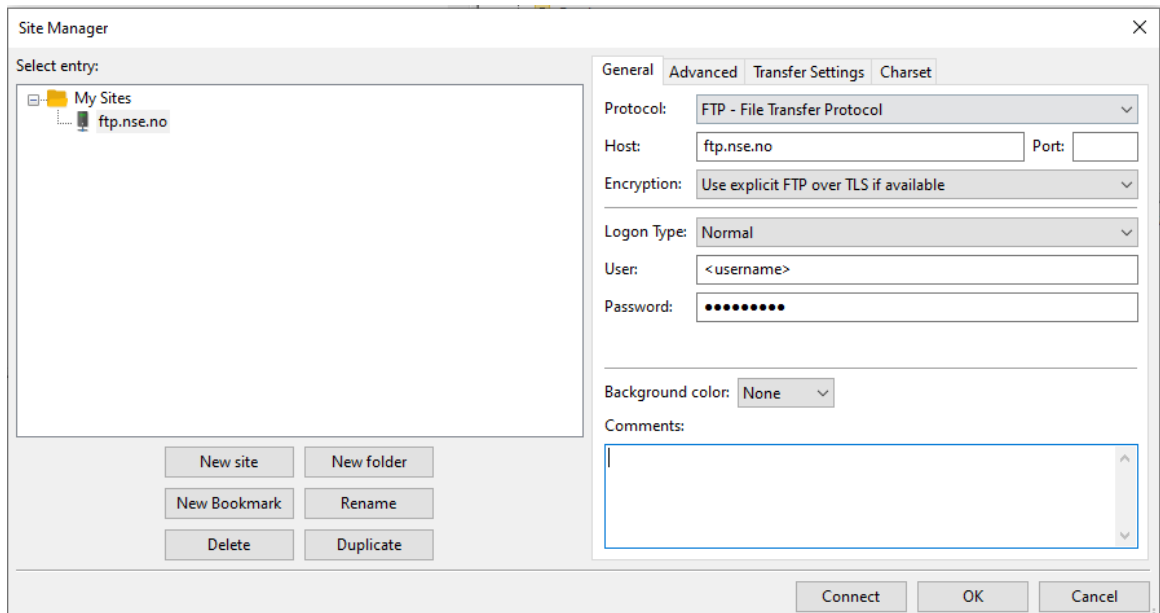 Site Manager
Select entry:
My Sites
ftp.nse.no
New site
New folder
New Bookmark
Rename
Delete
Duplicate
General
Advanced
Transfer Settings
Charset
Protocol:
FTP - File Transfer Protocol
Host:
ftp.nse.no
Port:
Encryption:
Use explicit FTP over TLS if available
Logon Type:
Normal
User:
<username>
Password:
•••••••••
Background color:
None
Comments:
Connect
OK
Cancel